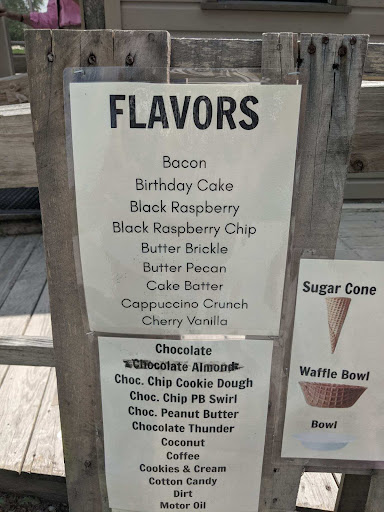 FLAVORS
Bacon
Birthday Cake
Black Raspberry
Black Raspberry Chip
Butter Brickle
Butter Pecan
Cake Batter
Cappuccino Crunch
Cherry Vanilla
Chocolate
Chocolate Almond
Choc. Chip Cookie Dough
Choc. Chip PB Swirl
Choc. Peanut Butter
Chocolate Thunder
Coconut
Coffee
Cookies & Cream
Cotton Candy
Dirt
Motor Oil
Sugar Cone
Waffle Bowl
Bowl